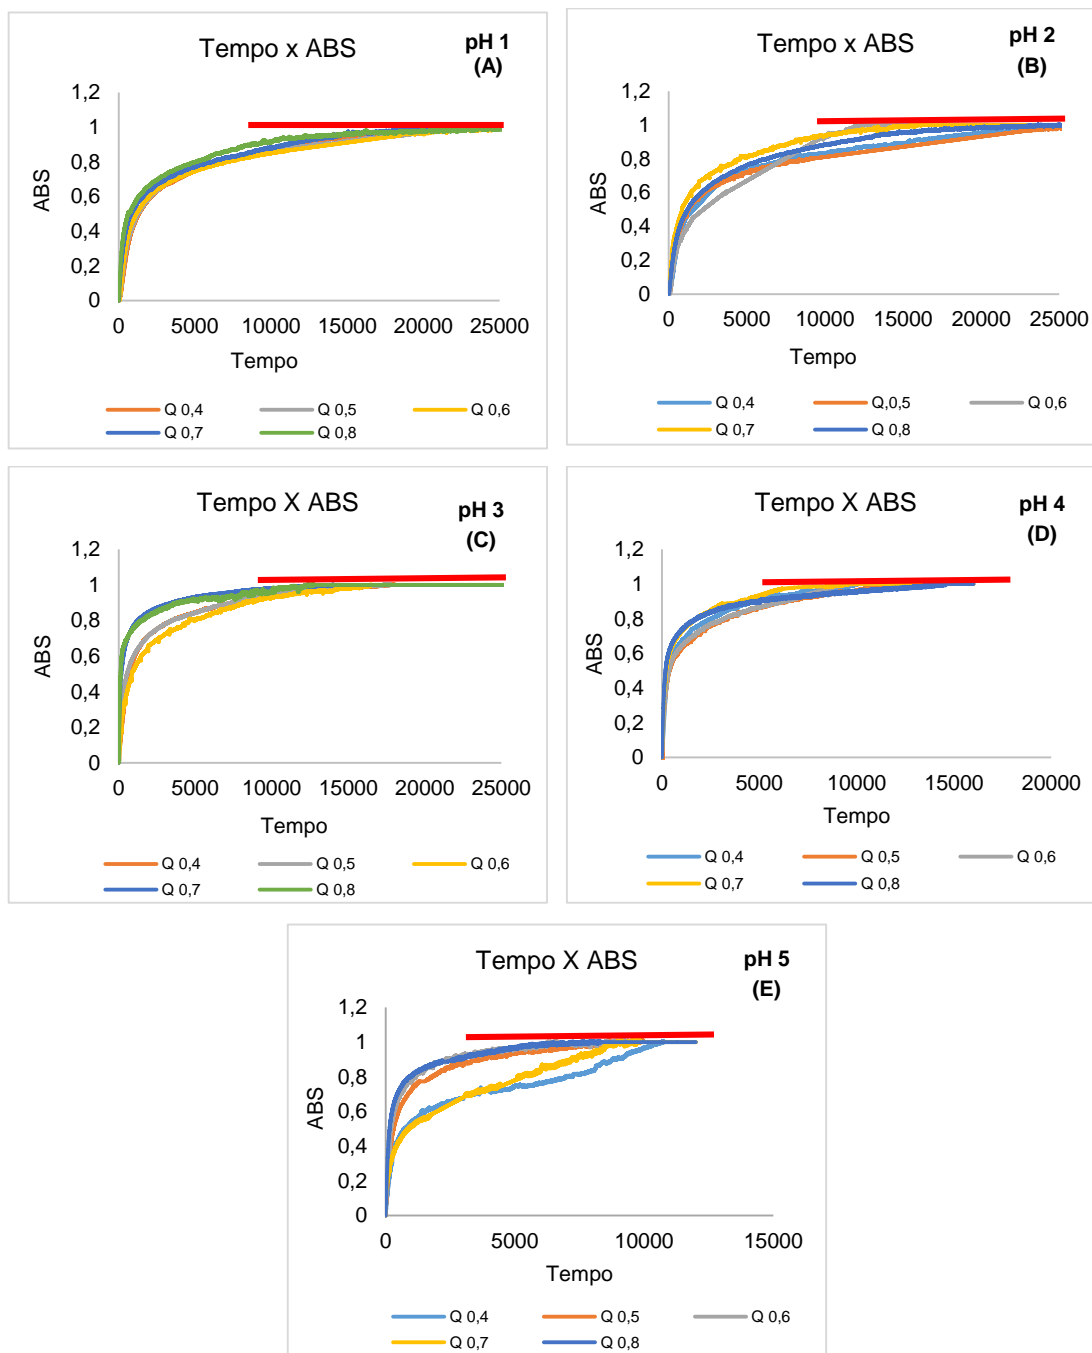 Tempo x ABS
pH 1
(A)
ABS
1,2
1
0,8
0,6
0,4
0,2
0
0 5000 10000 15000 20000 25000
Tempo
Q 0,4 Q 0,5 Q 0,6
Q 0,7 Q 0,8
Tempo x ABS
pH 2
(B)
ABS
1,2
1
0,8
0,6
0,4
0,2
0
0 5000 10000 15000 20000 25000
Tempo
Q 0,4 Q,0,5 Q 0,6
Q 0,7 Q 0,8
Tempo X ABS
pH 3
(C)
ABS
1,2
1
0,8
0,6
0,4
0,2
0
0 5000 10000 15000 20000 25000
Tempo
Q 0,4 Q 0,5 Q 0,6
Q 0,7 Q 0,8
Tempo X ABS
pH 4
(D)
ABS
1,2
1
0,8
0,6
0,4
0,2
0
0 5000 10000 15000 20000
Tempo
Q 0,4 Q 0,5 Q 0,6
Q 0,7 Q 0,8
Tempo X ABS
pH 5
(E)
ABS
1,2
1
0,8
0,6
0,4
0,2
0
0 5000 10000 15000
Tempo
Q 0,4 Q 0,5 Q 0,6
Q 0,7 Q 0,8